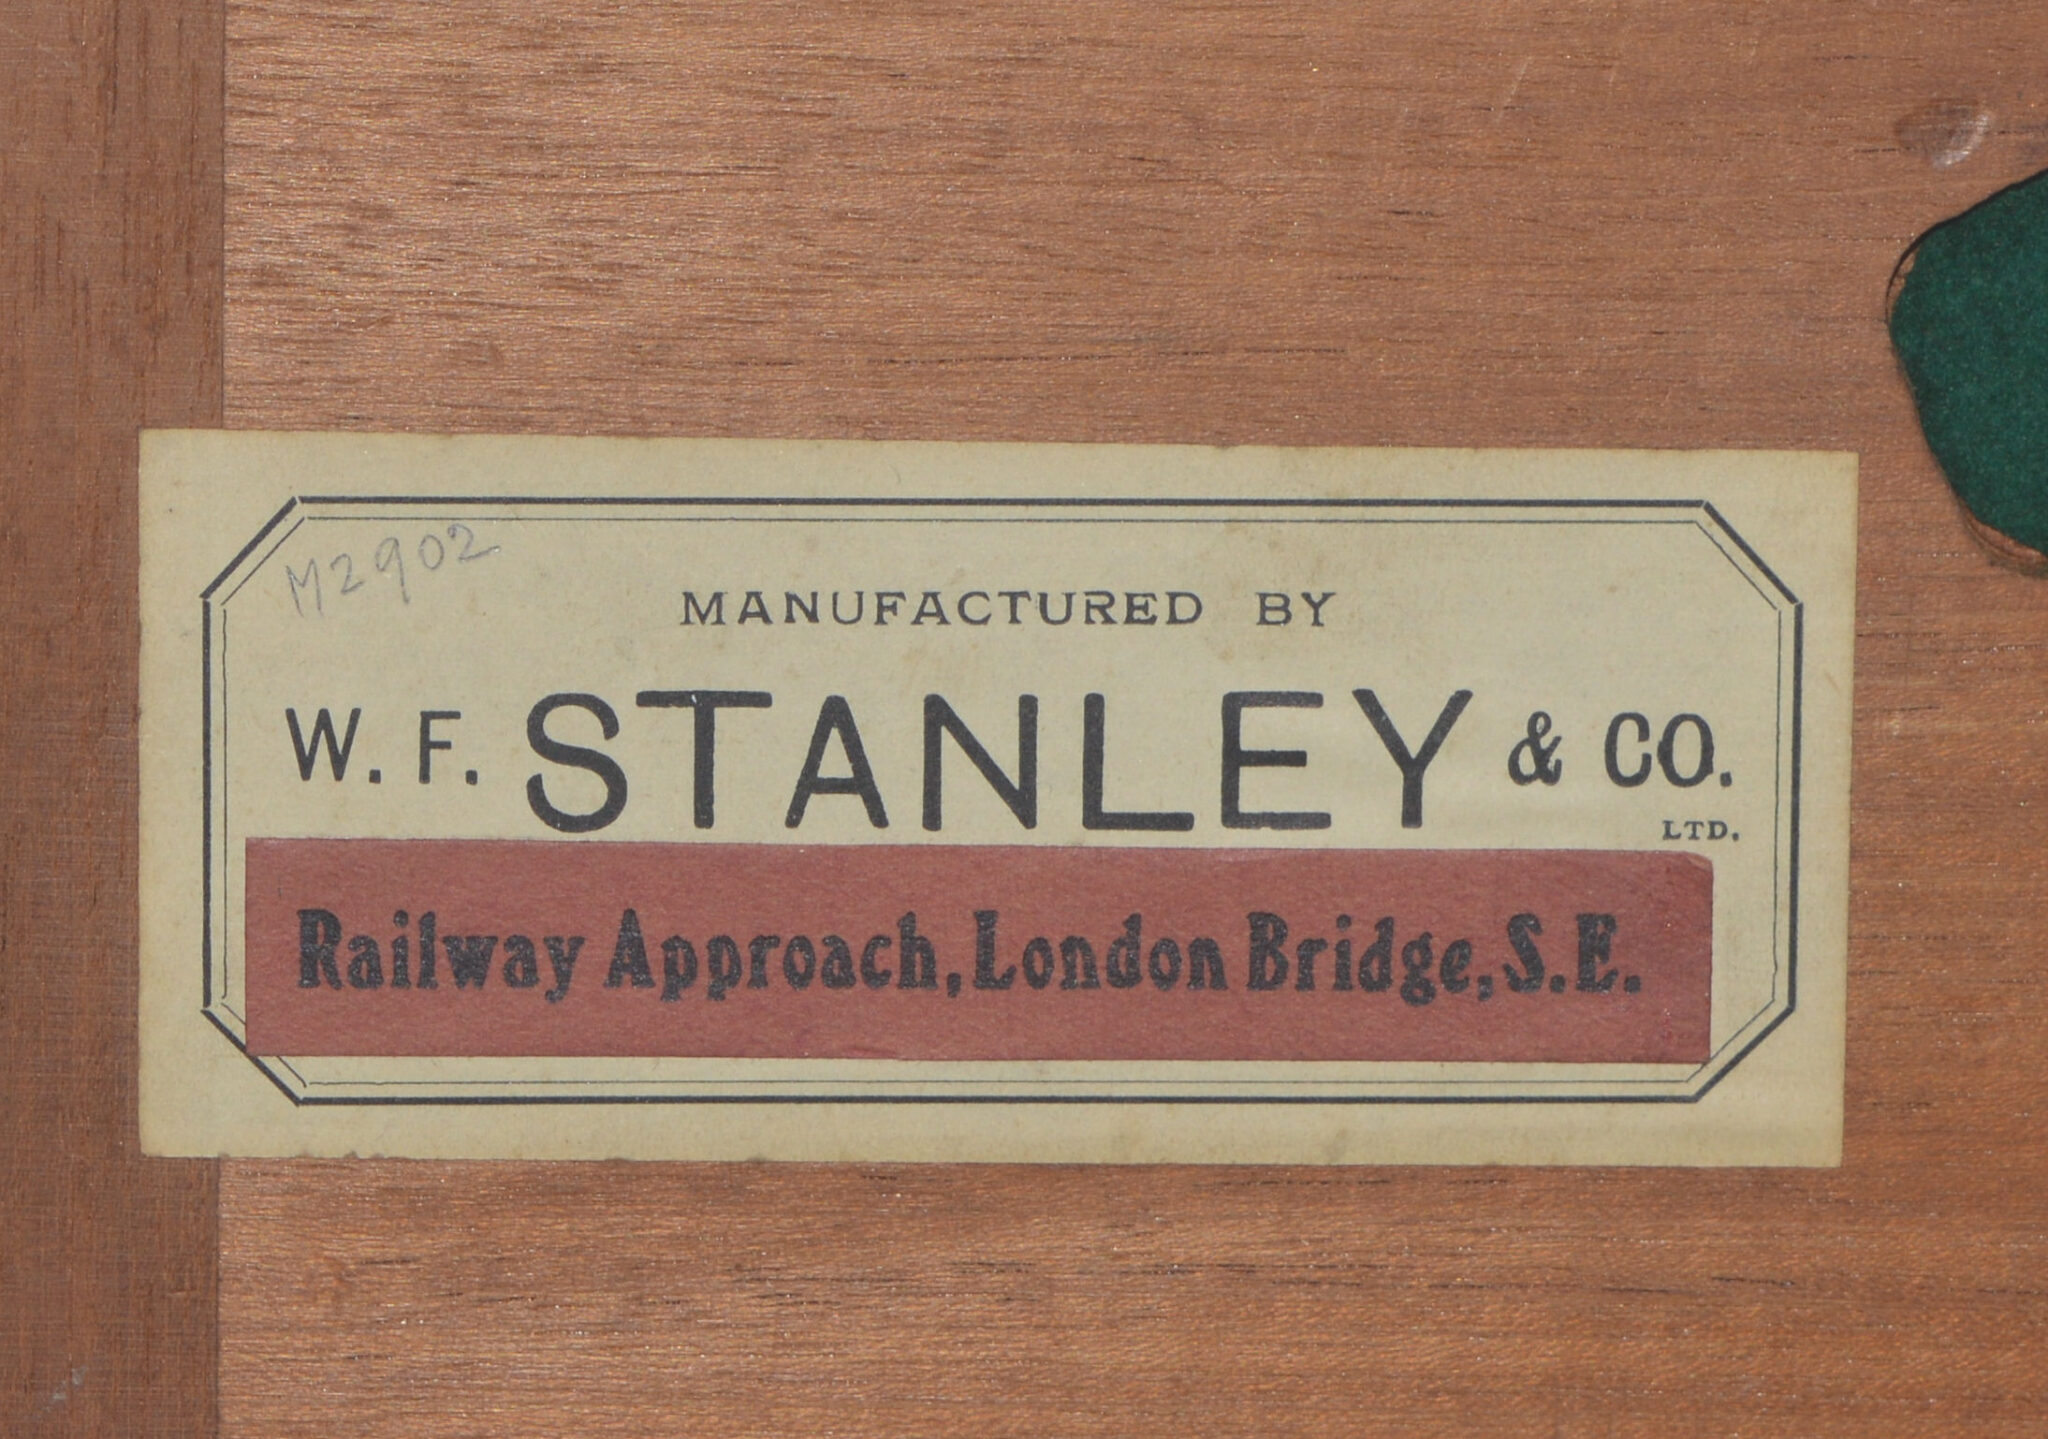 M2902
MANUFACTURED BY
W. F. STANLEY & CO.
LTD.
Railway Approach, London Bridge, S.E.